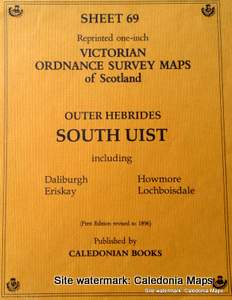 SHEET 69
Reprinted one-inch
VICTORIAN
ORDNANCE SURVEY MAPS
of Scotland
OUTER HEBRIDES
SOUTH UIST
including
Daliburgh Howmore
Eriskay Lochboisdale
(First Edition revised to 1896)
Published by
CALEDONIAN BOOKS
Site watermark: Caledonia Maps
Site watermark: Caledonia Maps